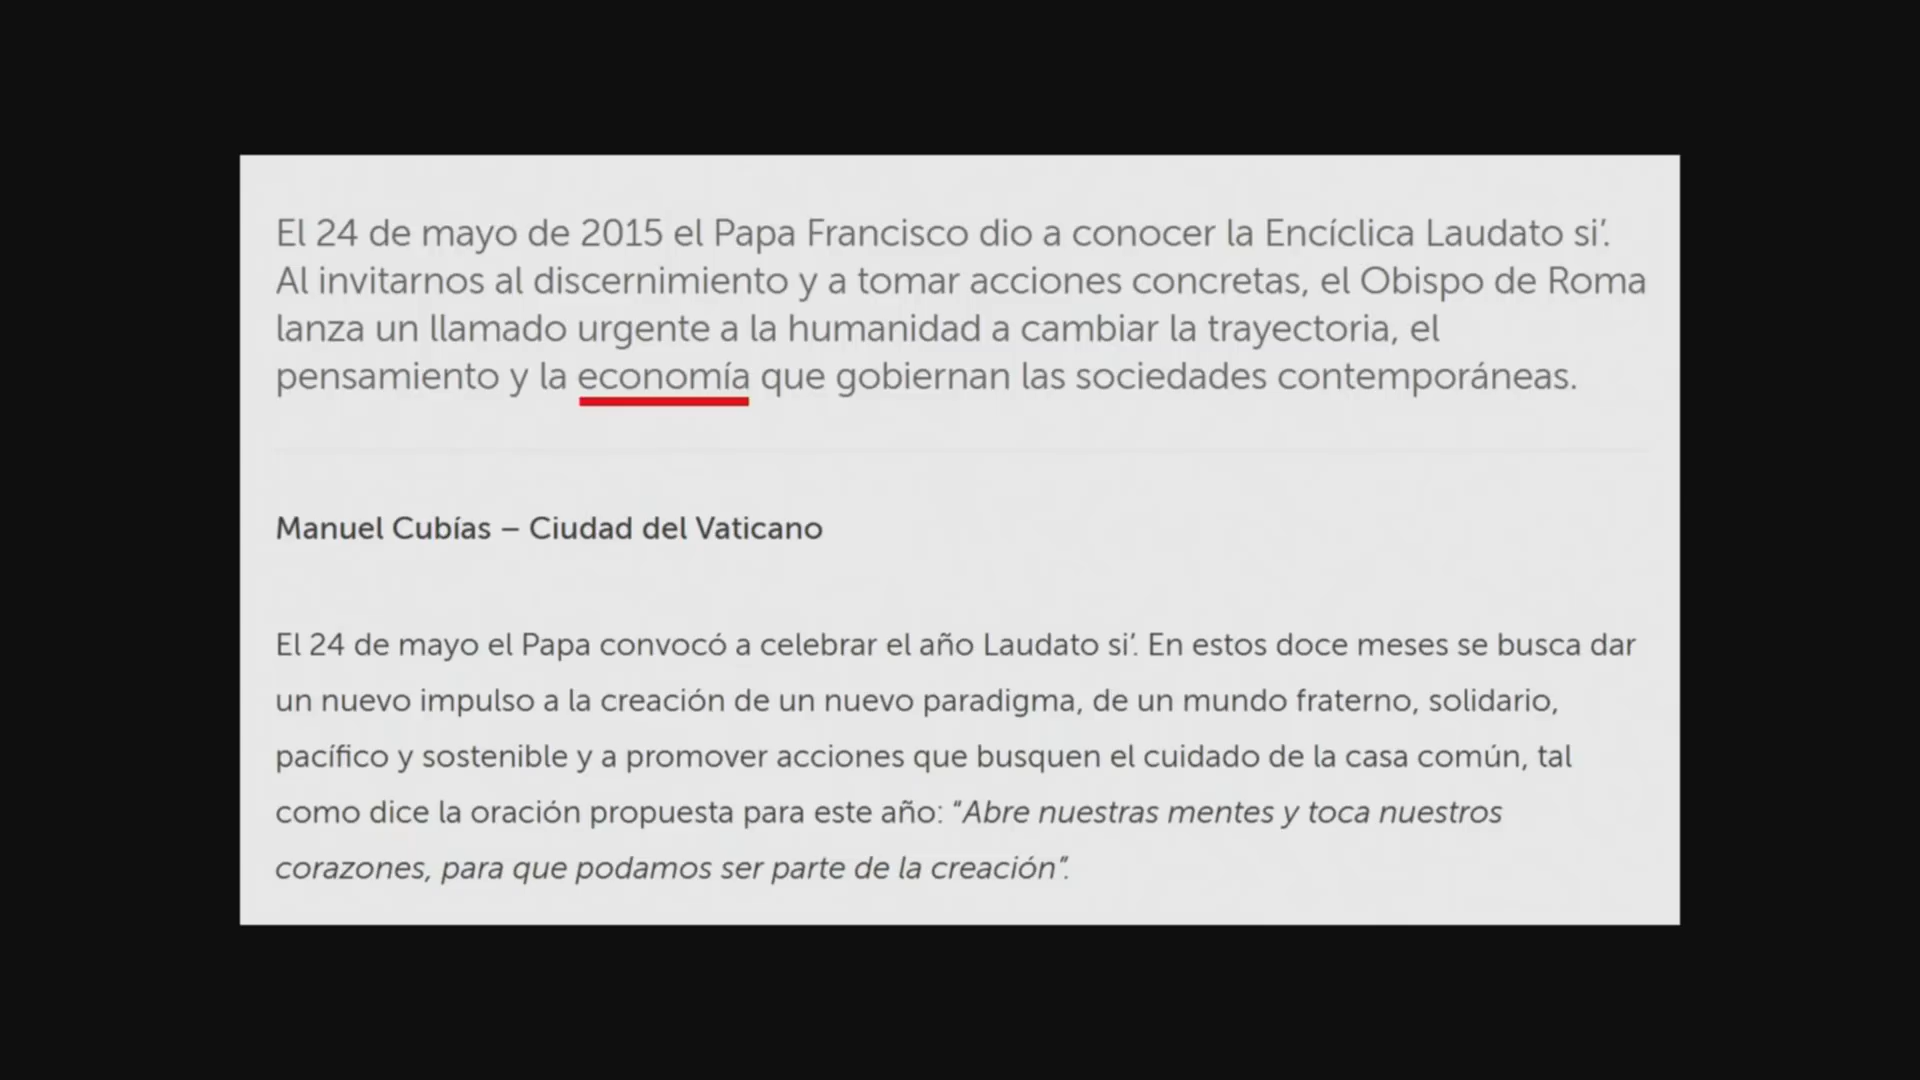 El 24 de mayo de 2015 el Papa Francisco dio a conocer la Encíclica Laudato si’.
Al invitarnos al discernimiento y a tomar acciones concretas, el Obispo de Roma
lanza un llamado urgente a la humanidad a cambiar la trayectoria, el
pensamiento y la economía que gobiernan las sociedades contemporáneas.
Manuel Cubías – Ciudad del Vaticano
El 24 de mayo el Papa convocó a celebrar el año Laudato si’. En estos doce meses se busca dar
un nuevo impulso a la creación de un nuevo paradigma, de un mundo fraterno, solidario,
pacífico y sostenible y a promover acciones que busquen el cuidado de la casa común, tal
como dice la oración propuesta para este año: “Abre nuestras mentes y toca nuestros
corazones, para que podamos ser parte de la creación”.